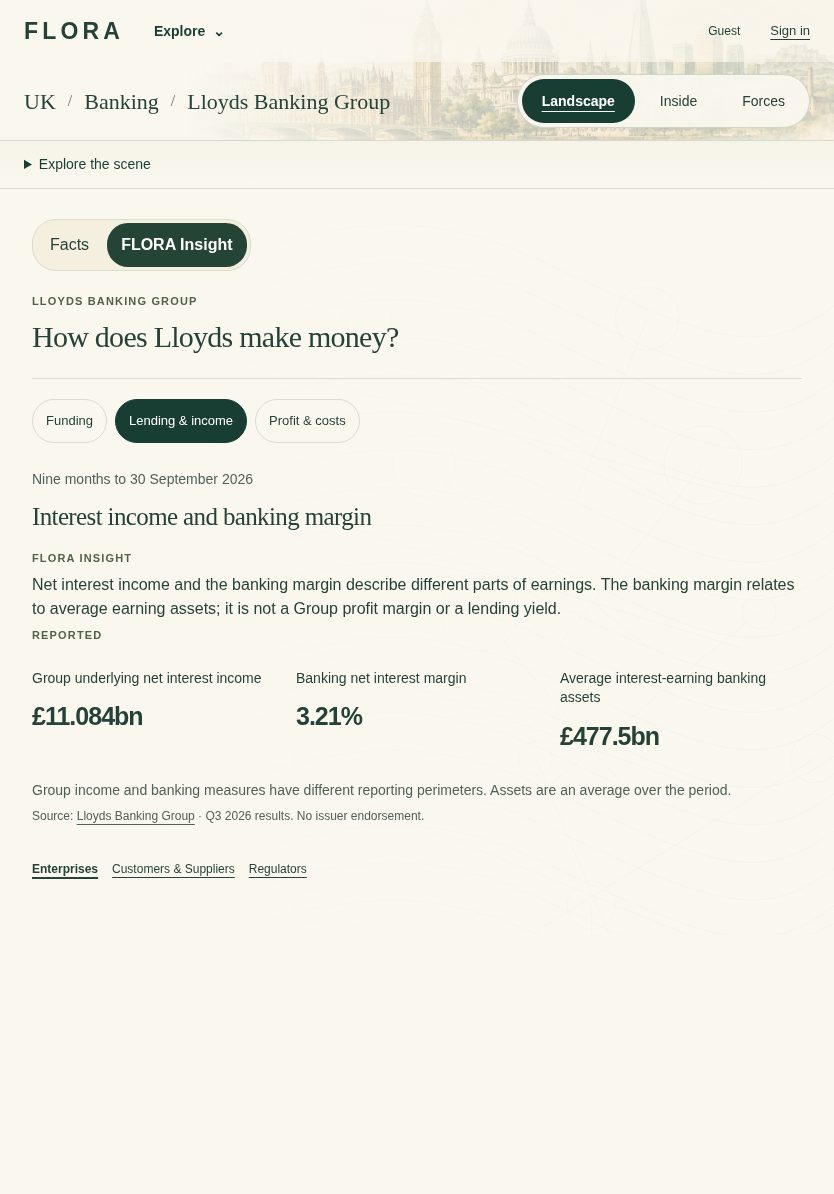 FLORA
Explore
Guest
Sign in
UK / Banking / Lloyds Banking Group
Landscape
Inside
Forces
Explore the scene
Facts
FLORA Insight
LLOYDS BANKING GROUP
How does Lloyds make money?
Funding
Lending & income
Profit & costs
Nine months to 30 September 2026
Interest income and banking margin
FLORA INSIGHT
Net interest income and the banking margin describe different parts of earnings. The banking margin relates
to average earning assets; it is not a Group profit margin or a lending yield.
REPORTED
Group underlying net interest income
£11.084bn
Banking net interest margin
3.21%
Average interest-earning banking
assets
£477.5bn
Group income and banking measures have different reporting perimeters. Assets are an average over the period.
Source: Lloyds Banking Group · Q3 2026 results. No issuer endorsement.
Enterprises
Customers & Suppliers
Regulators